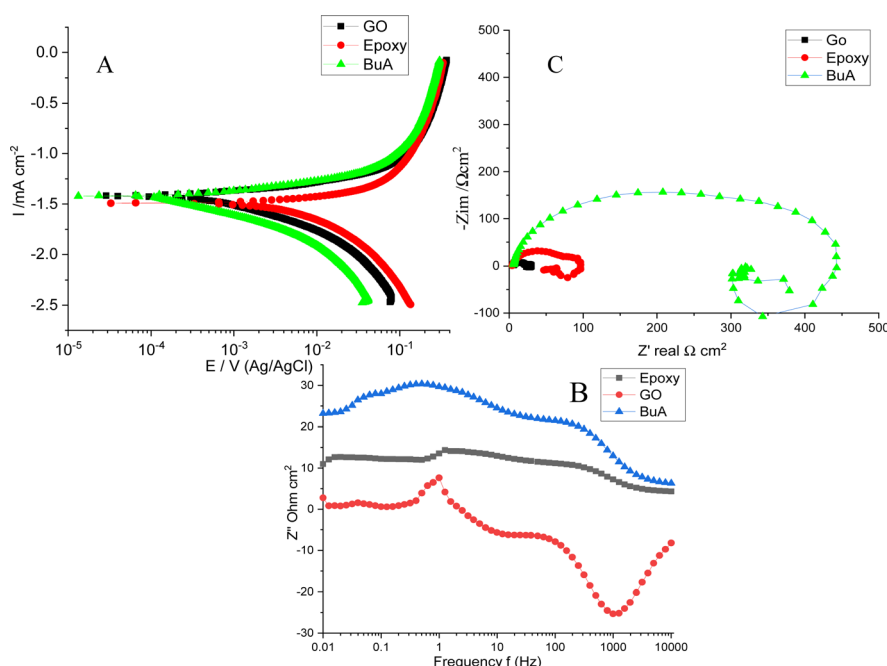 GO
Epoxy
BuA
A
0.0
-0.5
-1.0
-1.5
-2.0
-2.5
I /mA cm⁻²
10⁻⁵
10⁻⁴
10⁻³
10⁻²
10⁻¹
E / V (Ag/AgCl)
C
Go
Epoxy
BuA
500
400
300
200
100
0
-100
-Zim /Ωcm²
0
100
200
300
400
500
Z' real Ω cm²
B
Epoxy
GO
BuA
30
20
10
0
-10
-20
-30
Z" Ohm cm²
0.01
0.1
1
10
100
1000
10000
Frequency f (Hz)